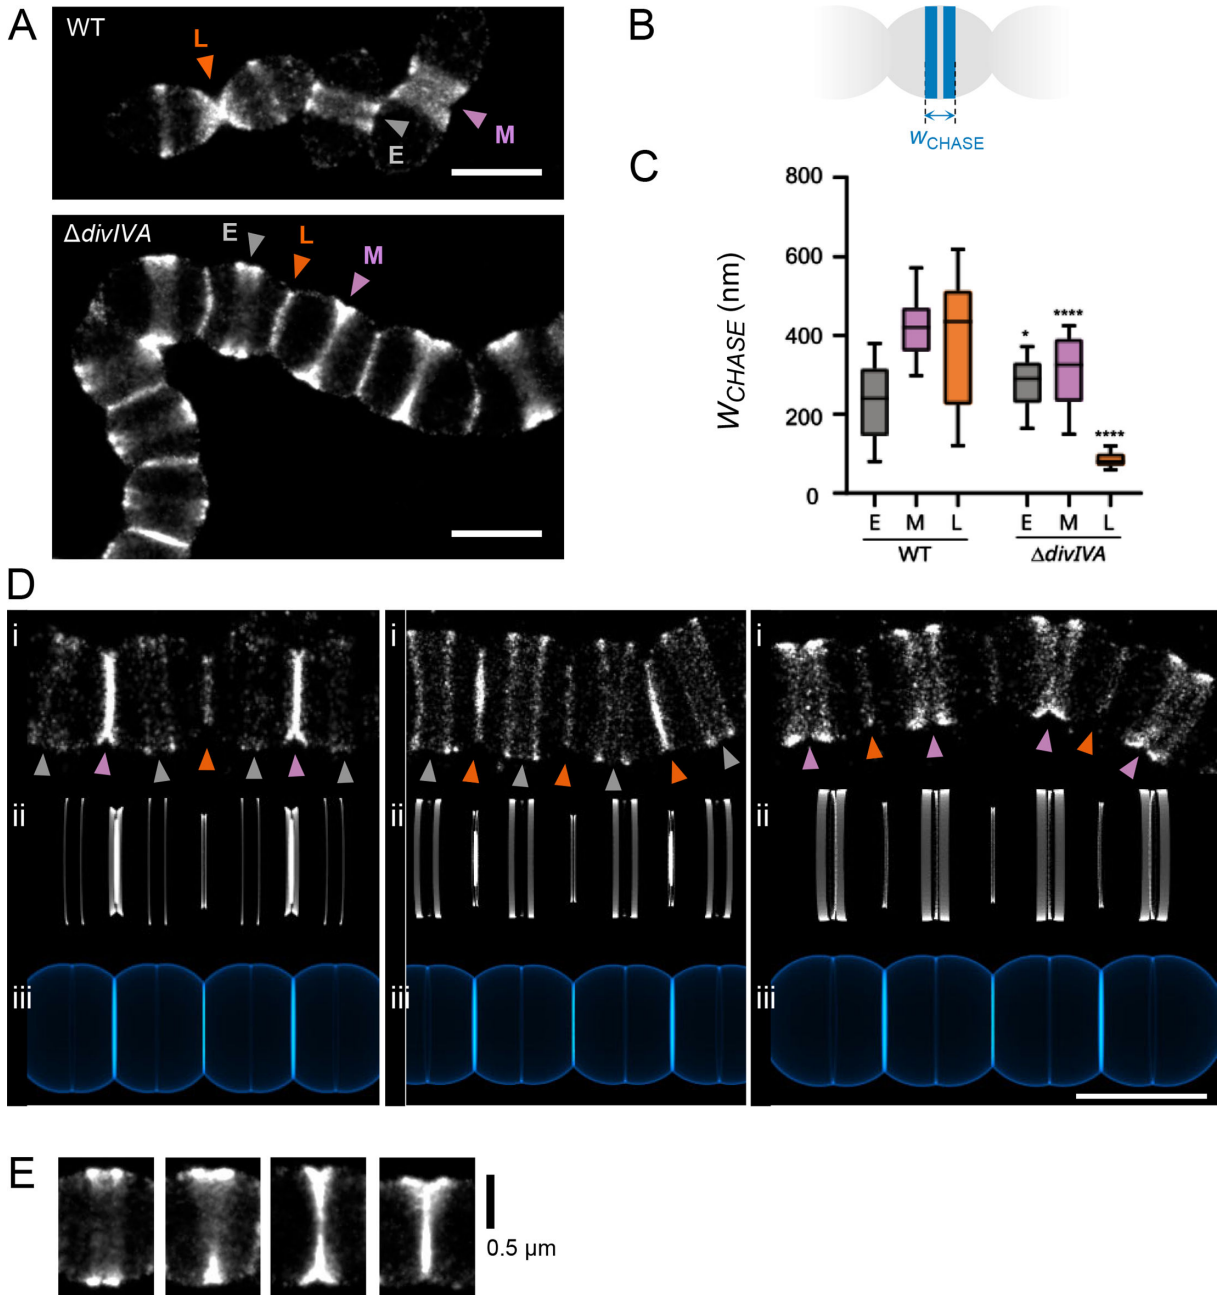 A
WT
L
E
M
ΔdivIVA
E
L
M
B
wCHASE
C
800
600
400
200
0
WCHASE (nm)
*
****
****
E M L E M L
WT ΔdivIVA
D
i i i
ii ii ii
iii iii iii
E
0.5 µm